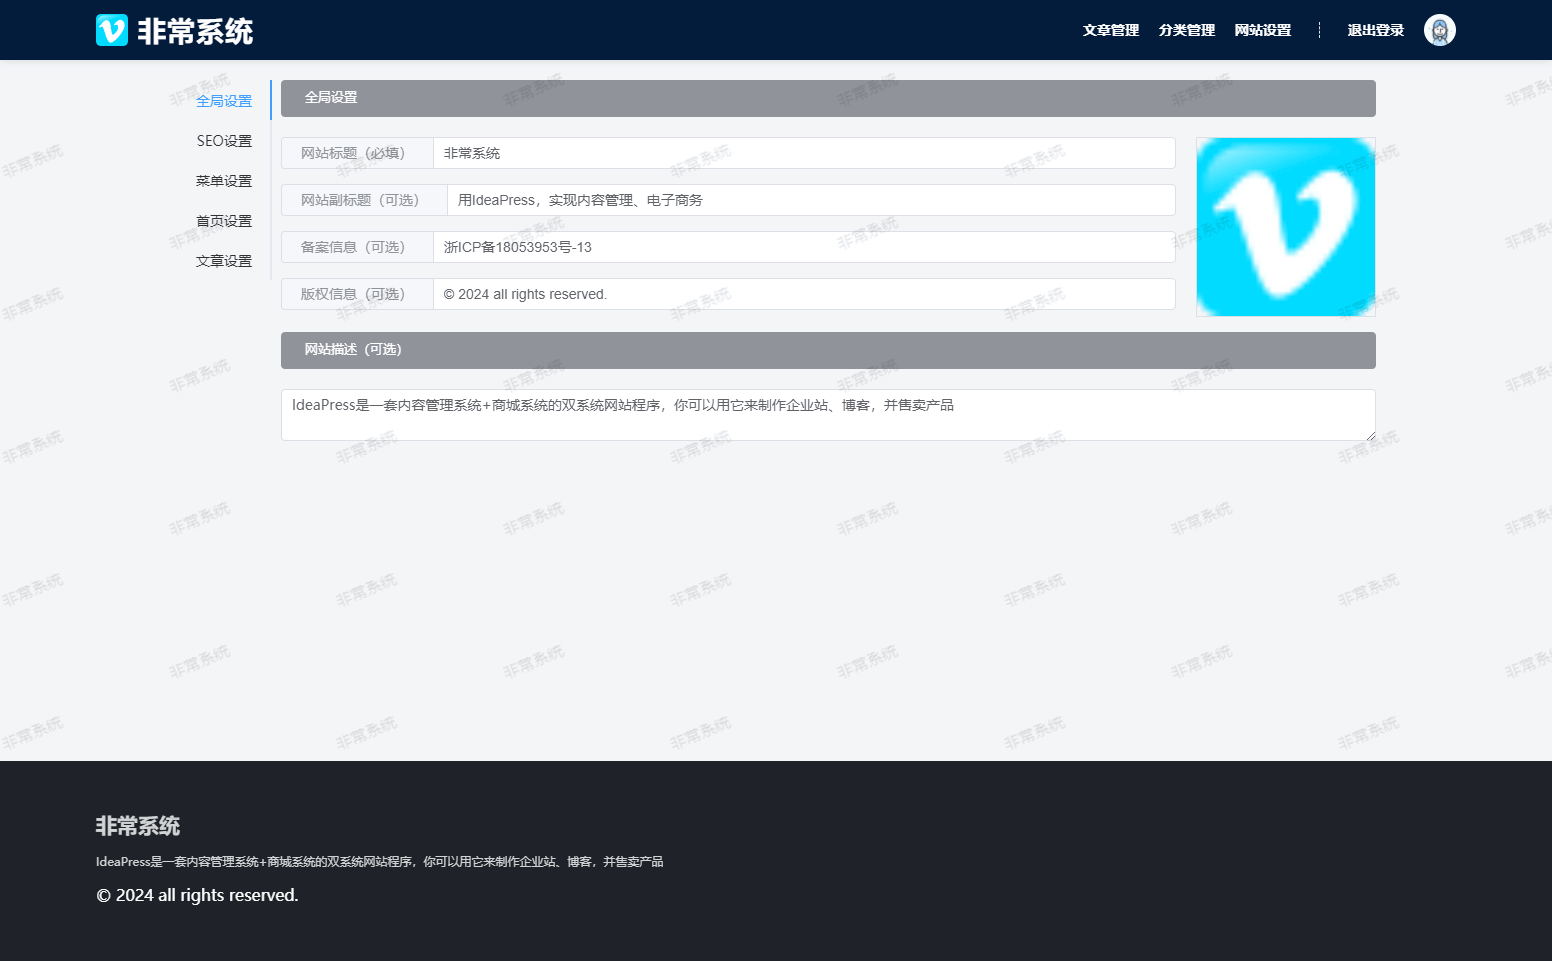 非常系统
文章管理 分类管理 网站设置 退出登录
全局设置
SEO设置
菜单设置
首页设置
文章设置
全局设置
网站标题（必填） 非常系统
网站副标题（可选） 用IdeaPress，实现内容管理、电子商务
备案信息（可选） 浙ICP备18053953号-13
版权信息（可选） © 2024 all rights reserved.
网站描述（可选）
IdeaPress是一套内容管理系统+商城系统的双系统网站程序，你可以用它来制作企业站、博客，并售卖产品
非常系统
IdeaPress是一套内容管理系统+商城系统的双系统网站程序，你可以用它来制作企业站、博客，并售卖产品
© 2024 all rights reserved.